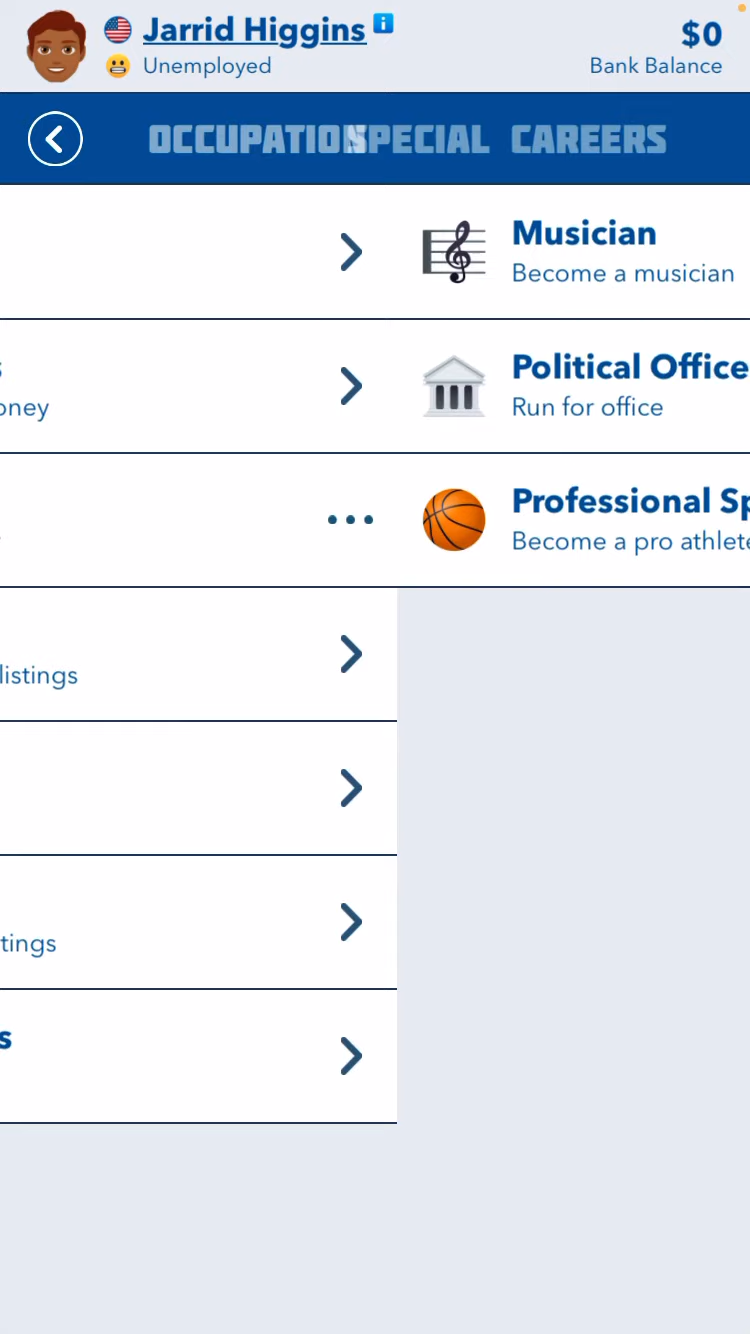 Jarrid Higgins
Unemployed
$0
Bank Balance
OCCUPATION
SPECIAL CAREERS
Musician
Become a musician
Political Office
Run for office
oney
Professional Sp
Become a pro athlete
listings
tings
s